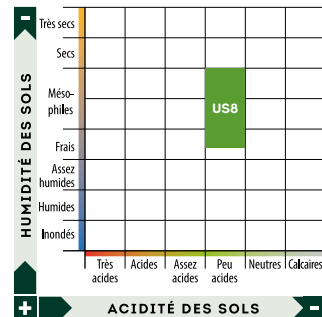 -
Très secs
Secs
Méso-
philes
US8
Frais
Assez
humides
Humides
Inondés
HUMIDITÉ DES SOLS
Très
acides
Acides
Assez
acides
Peu
acides
Neutres
Calcaires
+
ACIDITÉ DES SOLS
-